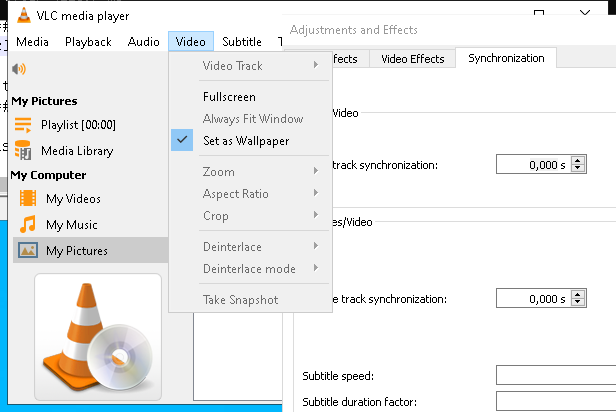 VLC media player
Media Playback Audio Video Subtitle T
Adjustments and Effects
ffects Video Effects Synchronization
My Pictures
Playlist [00:00]
Media Library
My Computer
My Videos
My Music
My Pictures
Video Track
Fullscreen
Always Fit Window
Set as Wallpaper
Zoom
Aspect Ratio
Crop
Deinterlace
Deinterlace mode
Take Snapshot
/Video
track synchronization: 0,000 s
es/Video
e track synchronization: 0,000 s
Subtitle speed:
Subtitle duration factor: